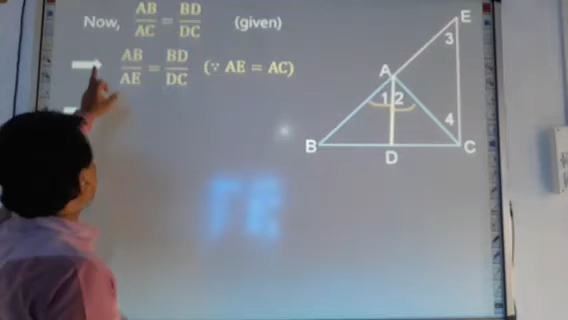 Now, AB/AC = BD/DC (given)
AB/AE = BD/DC (∵ AE = AC)
E
3
A
1 2
4
B D C